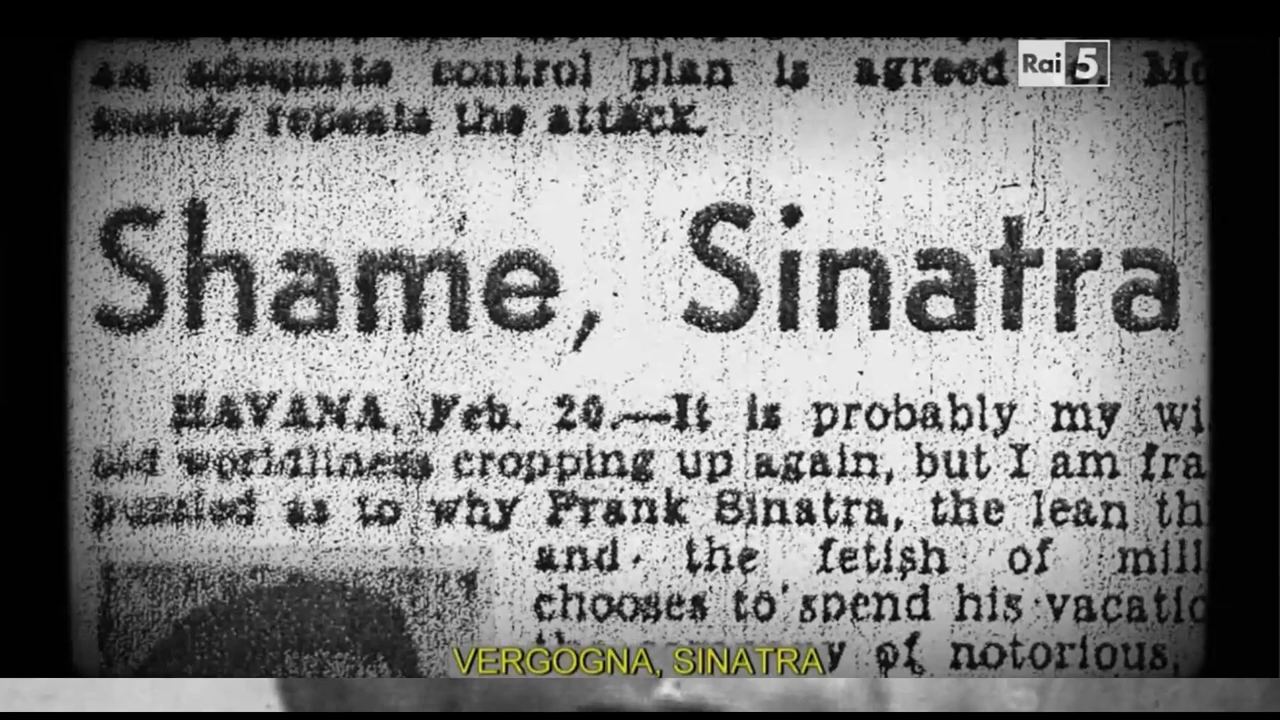 an adequate control plan is agreed
repeats the attack.
Rai 5
Shame, Sinatra
HAVANA, Feb. 20.—It is probably my
worldliness cropping up again, but I am
puzzled as to why Frank Sinatra, the lean
and the fetish of
chooses to spend his
of notorious,
VERGOGNA, SINATRA